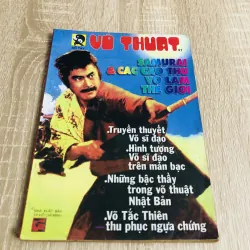 VÕ THUẬT
SAMURAI
& CÁC CAO THỦ
VÕ LÂM
THẾ GIỚI
.Truyền thuyết
Võ sĩ đạo
.Hình tượng
Võ sĩ đạo
trên màn bạc
.Những bậc thầy
trong võ thuật
Nhật Bản
.Võ Tắc Thiên
thu phục ngựa chứng